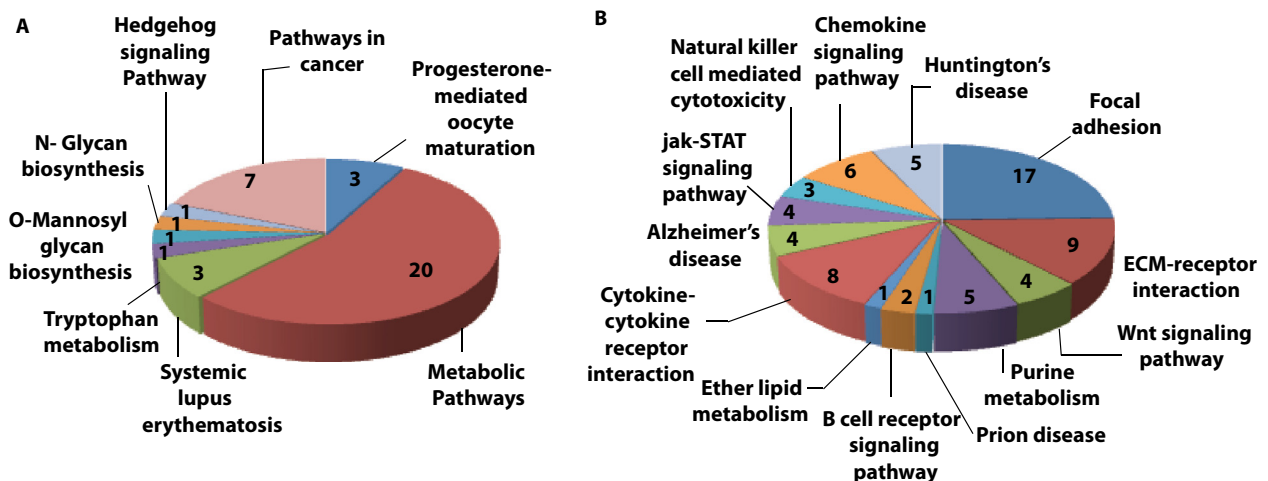 A
Hedgehog
signaling
Pathway
Pathways in
cancer
Progesterone-
mediated
oocyte
maturation
N- Glycan
biosynthesis
O-Mannosyl
glycan
biosynthesis
Tryptophan
metabolism
Systemic
lupus
erythematosis
Metabolic
Pathways
7
3
1
1
1
3
20
B
Natural killer
cell mediated
cytotoxicity
Chemokine
signaling
pathway
Huntington's
disease
Focal
adhesion
jak-STAT
signaling
pathway
Alzheimer's
disease
Cytokine-
cytokine
receptor
interaction
Ether lipid
metabolism
B cell receptor
signaling
pathway
Prion disease
Purine
metabolism
Wnt signaling
pathway
ECM-receptor
interaction
5
17
6
3
4
4
9
8
1
2
1
5
4